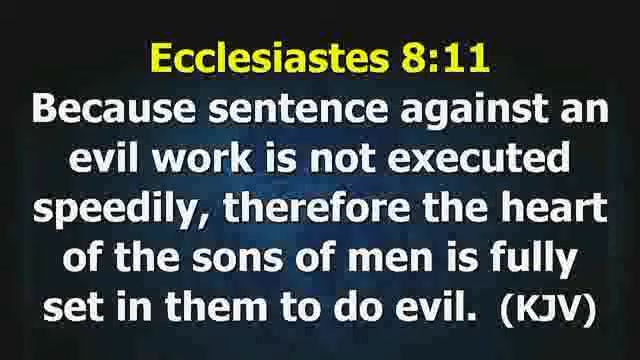 Ecclesiastes 8:11
Because sentence against an
evil work is not executed
speedily, therefore the heart
of the sons of men is fully
set in them to do evil. (KJV)